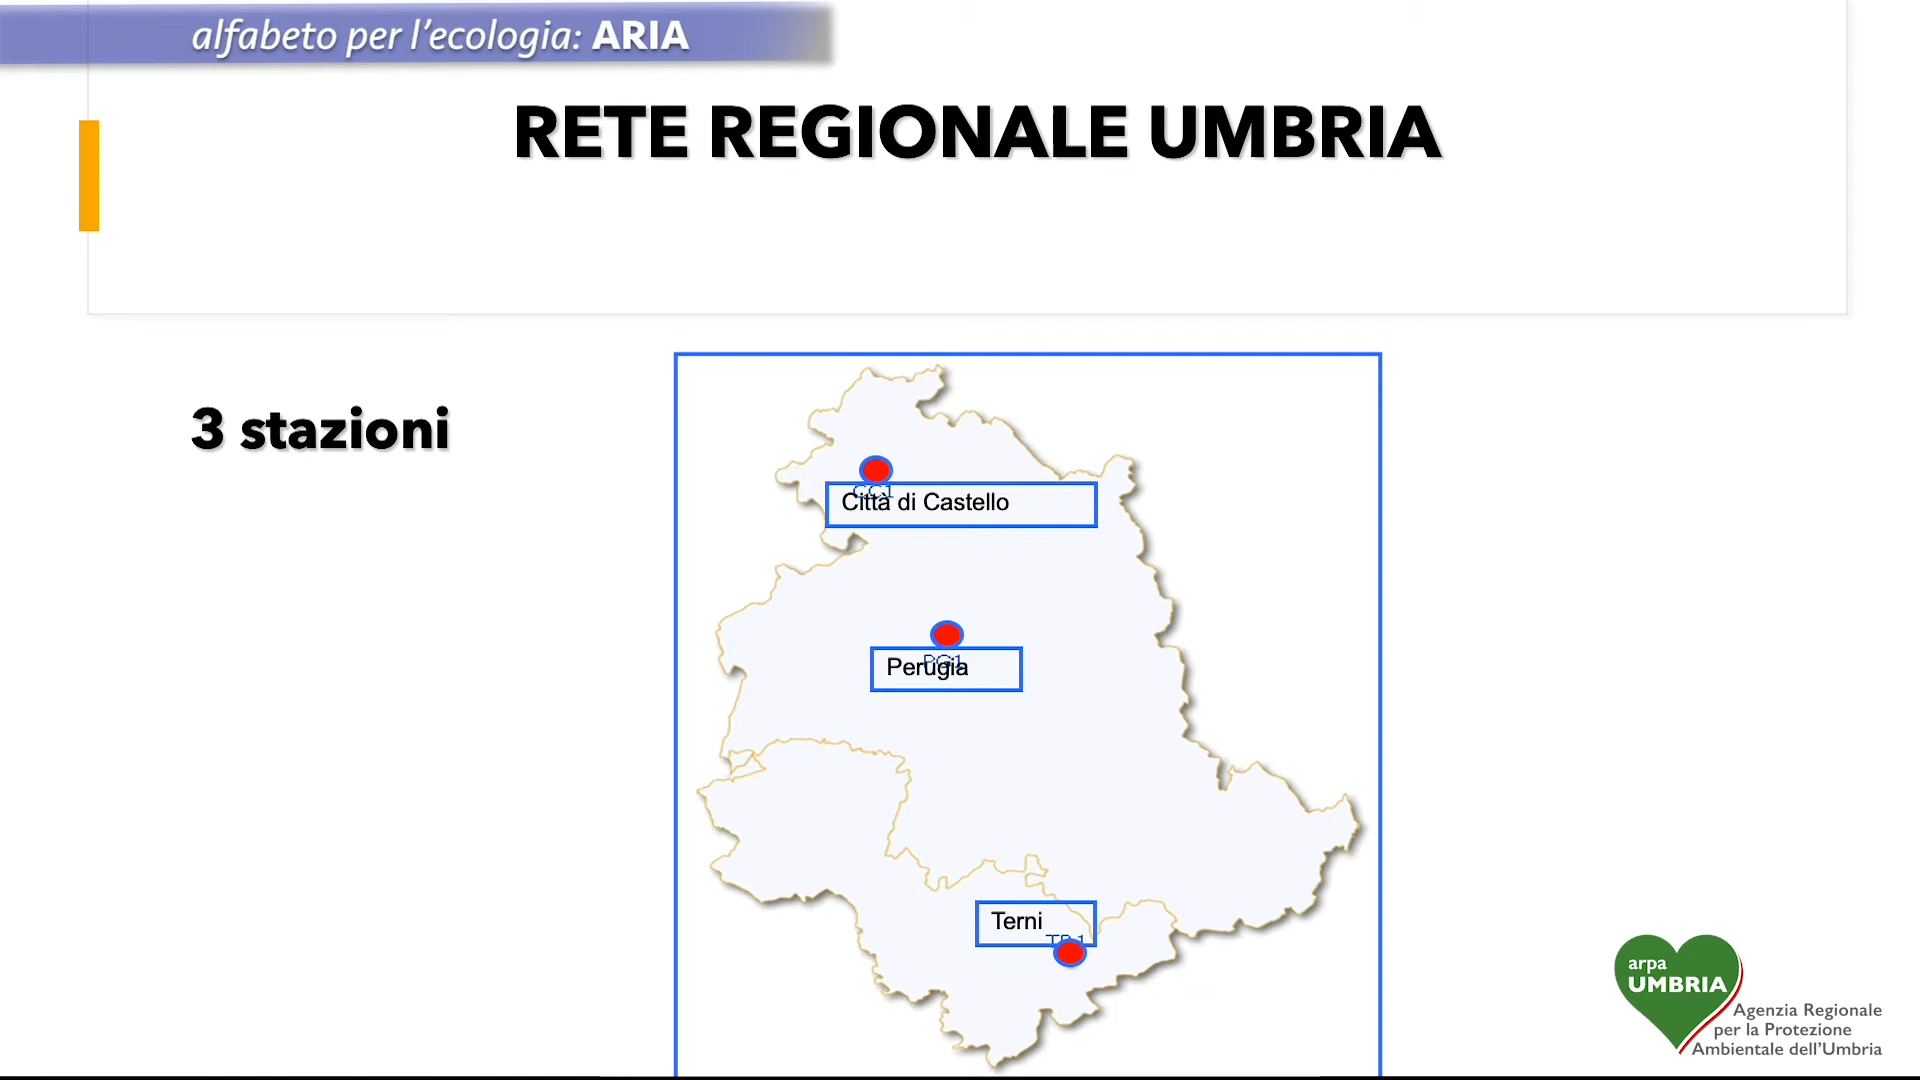 alfabeto per l’ecologia: ARIA
RETE REGIONALE UMBRIA
3 stazioni
Città di Castello
PG1
Perugia
Terni
arpa
UMBRIA
Agenzia Regionale
per la Protezione
Ambientale dell’Umbria